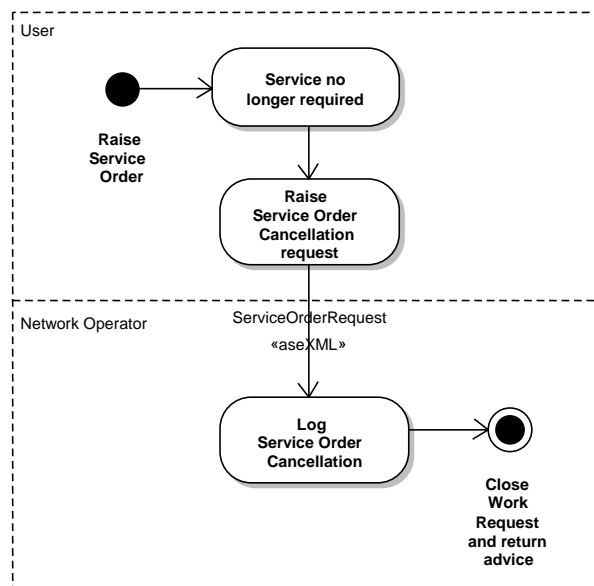 User
Service no
longer required
Raise
Service
Order
Raise
Service Order
Cancellation
request
Network Operator
ServiceOrderRequest
«aseXML»
Log
Service Order
Cancellation
Close
Work
Request
and return
advice